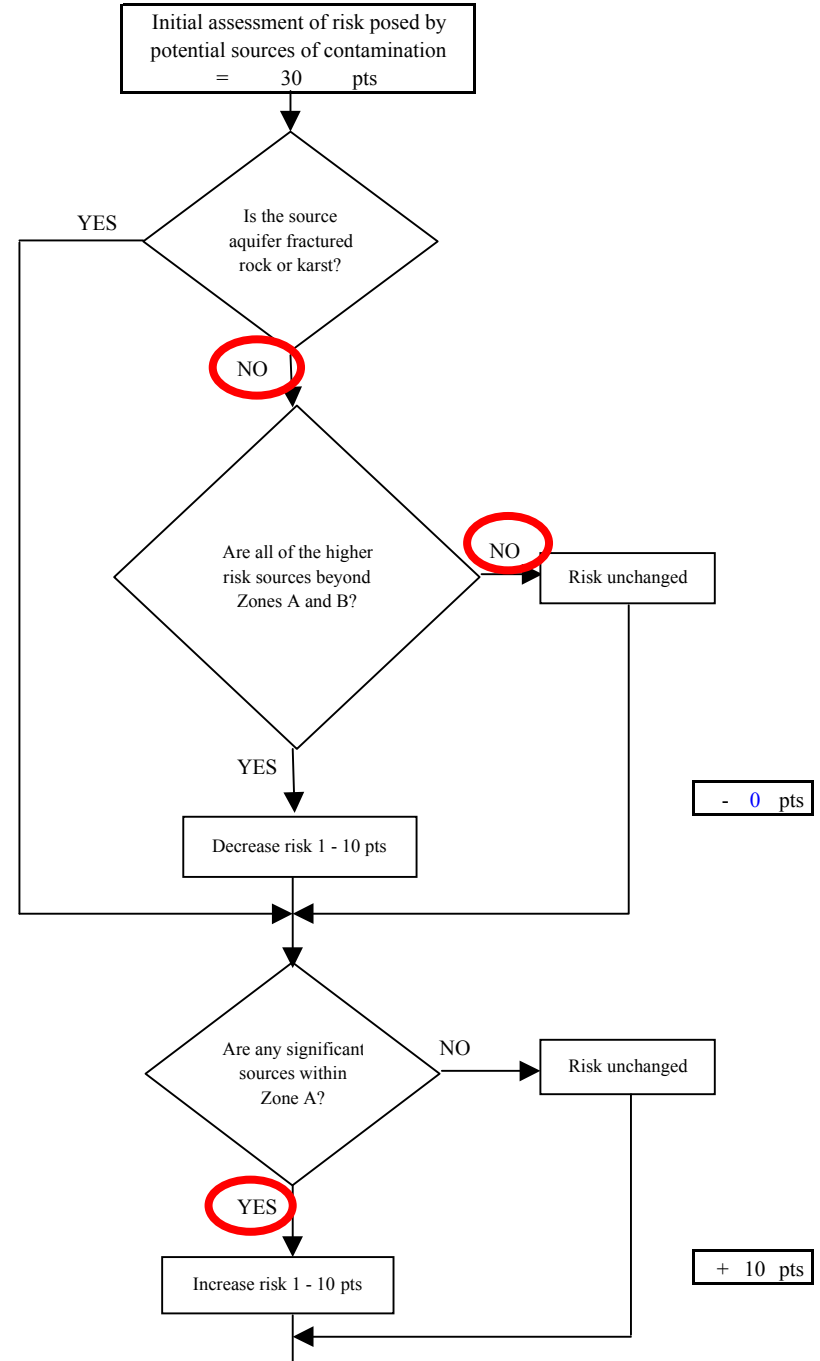 Initial assessment of risk posed by
potential sources of contamination
= 30 pts
YES
Is the source
aquifer fractured
rock or karst?
NO
Are all of the higher
risk sources beyond
Zones A and B?
NO
Risk unchanged
YES
- 0 pts
Decrease risk 1 - 10 pts
Are any significant
sources within
Zone A?
NO
Risk unchanged
YES
Increase risk 1 - 10 pts
+ 10 pts